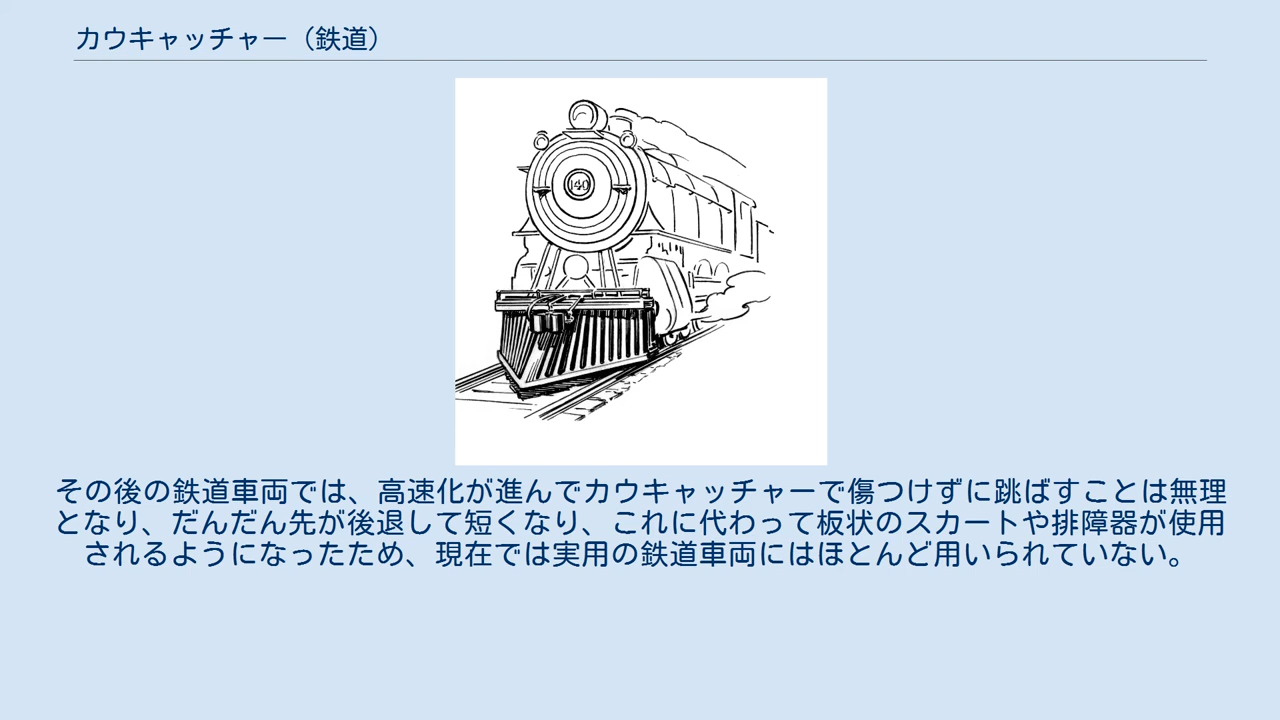 カウキャッチャー（鉄道）
140
その後の鉄道車両では、高速化が進んでカウキャッチャーで傷つけずに跳ばすことは無理
となり、だんだん先が後退して短くなり、これに代わって板状のスカートや排障器が使用
されるようになったため、現在では実用の鉄道車両にはほとんど用いられていない。